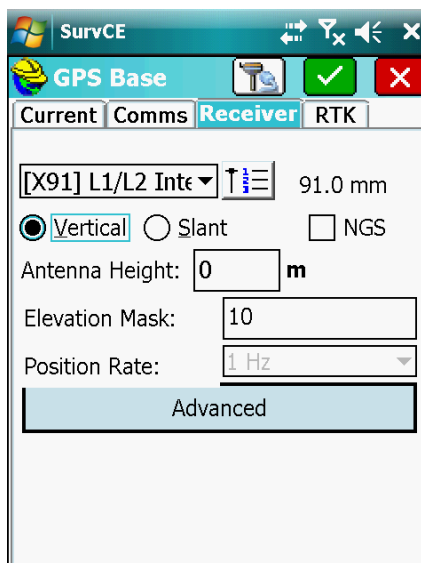 SurvCE
GPS Base
Current Comms Receiver RTK
[X91] L1/L2 Inte 91.0 mm
Vertical Slant NGS
Antenna Height: 0 m
Elevation Mask: 10
Position Rate: 1 Hz
Advanced